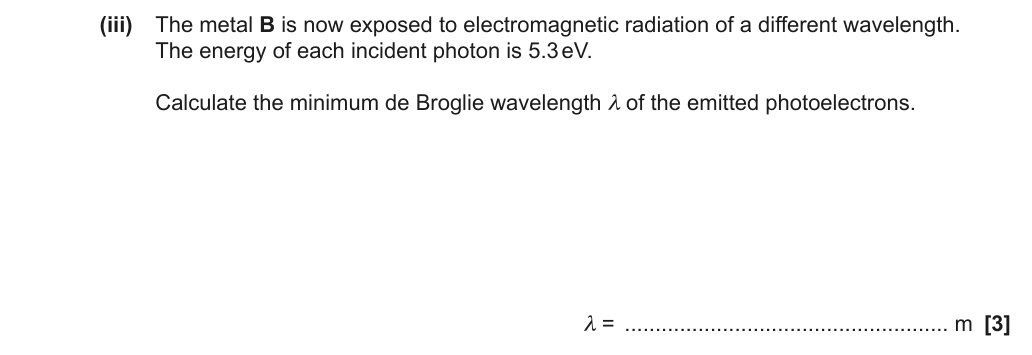 (iii) The metal B is now exposed to electromagnetic radiation of a different wavelength.
The energy of each incident photon is 5.3 eV.
Calculate the minimum de Broglie wavelength λ of the emitted photoelectrons.
λ = .................................................... m [3]